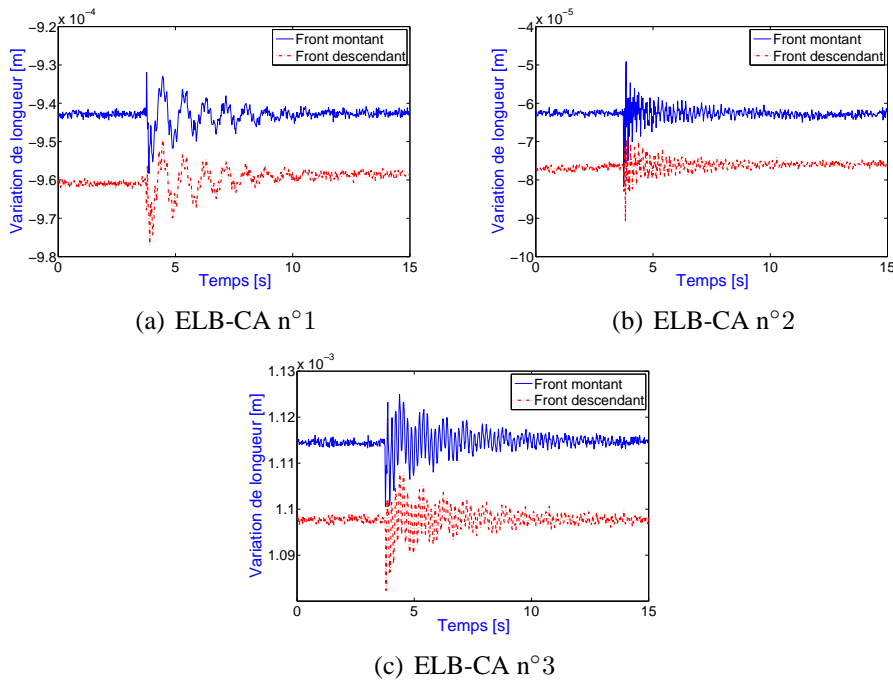 −9.2 x 10⁻⁴
Front montant
Front descendant
−9.3
−9.4
−9.5
−9.6
−9.7
−9.8
Variation de longueur [m]
0 5 10 15
Temps [s]
(a) ELB-CA n°1
−4 x 10⁻⁵
Front montant
Front descendant
−5
−6
−7
−8
−9
−10
Variation de longueur [m]
0 5 10 15
Temps [s]
(b) ELB-CA n°2
1.13 x 10⁻³
Front montant
Front descendant
1.12
1.115
1.1
1.09
Variation de longueur [m]
0 5 10 15
Temps [s]
(c) ELB-CA n°3